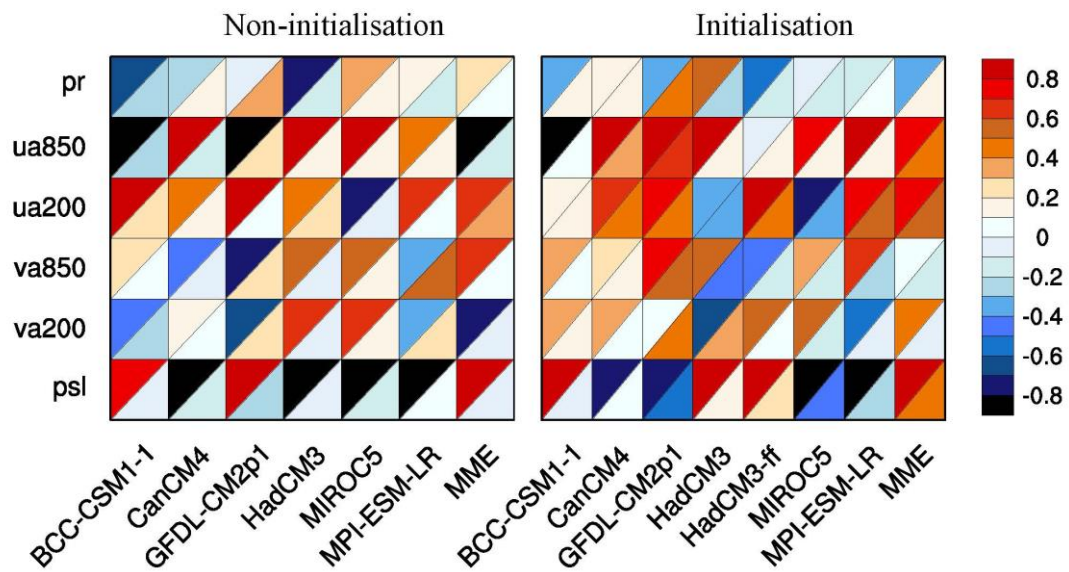 Non-initialisation
Initialisation
pr
ua850
ua200
va850
va200
psl
0.8
0.6
0.4
0.2
0
-0.2
-0.4
-0.6
-0.8
BCC-CSM1-1
CanCM4
GFDL-CM2p1
HadCM3
MIROC5
MPI-ESM-LR
MME
BCC-CSM1-1
CanCM4
GFDL-CM2p1
HadCM3
HadCM3-ff
MIROC5
MPI-ESM-LR
MME